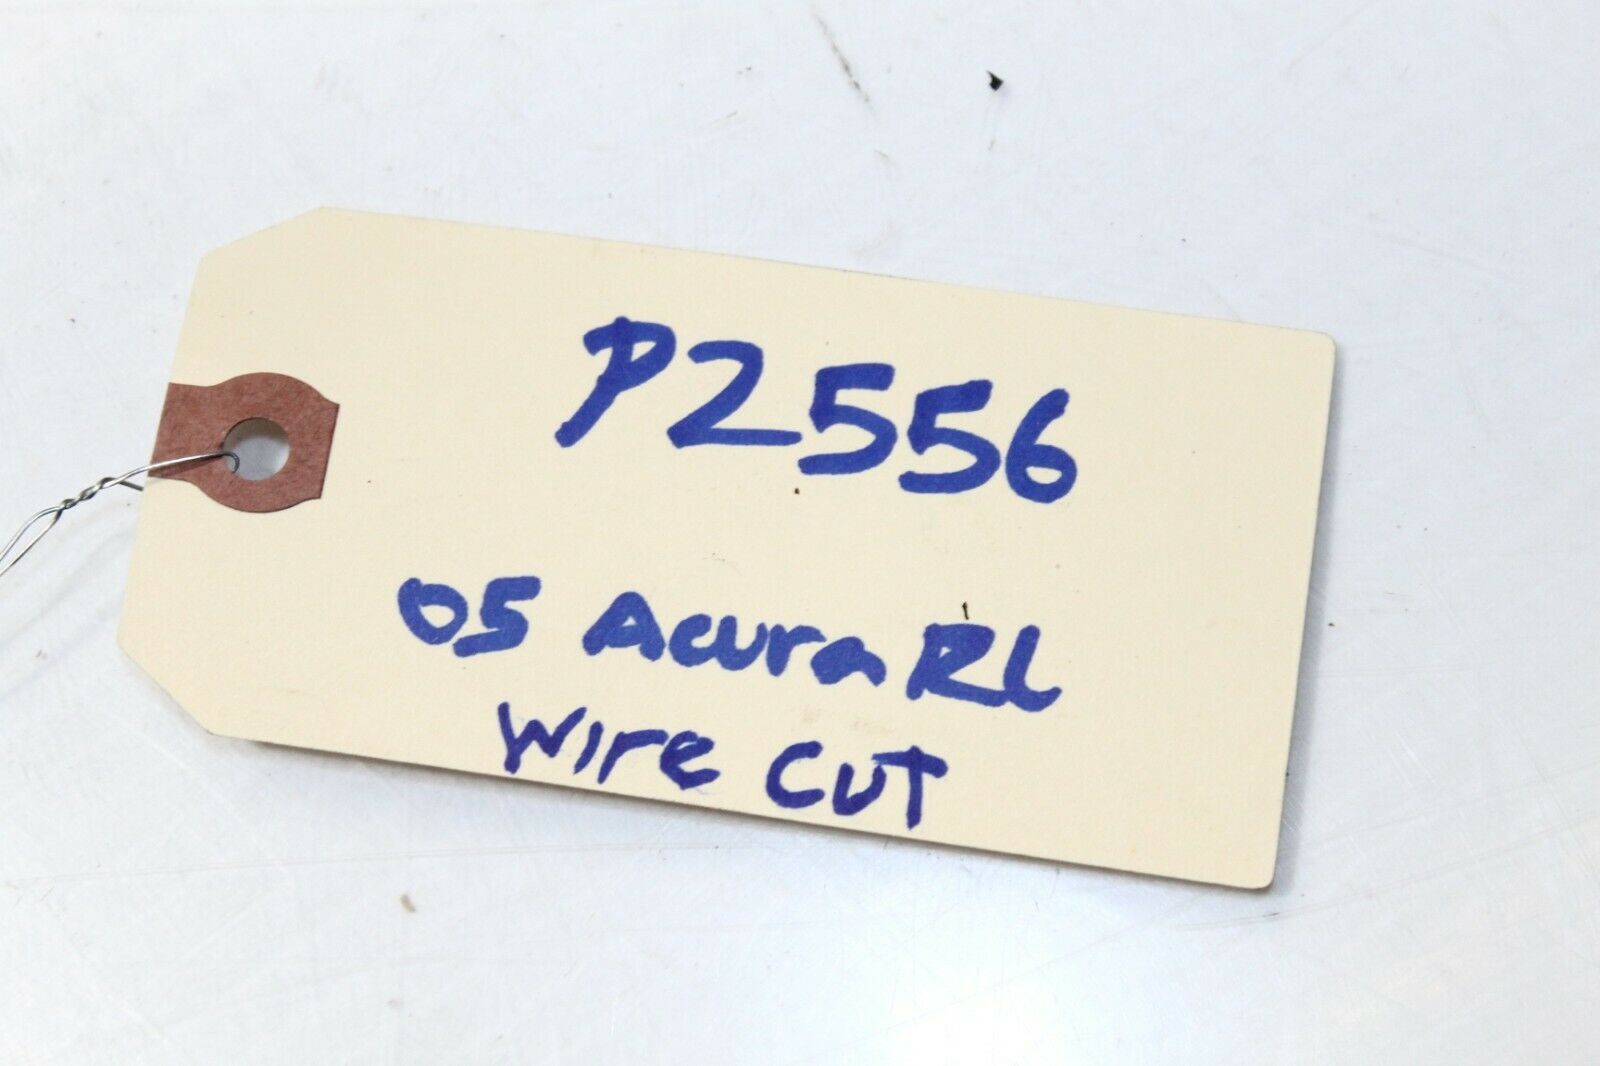 P2556
05 Acura RL
Wire CUT